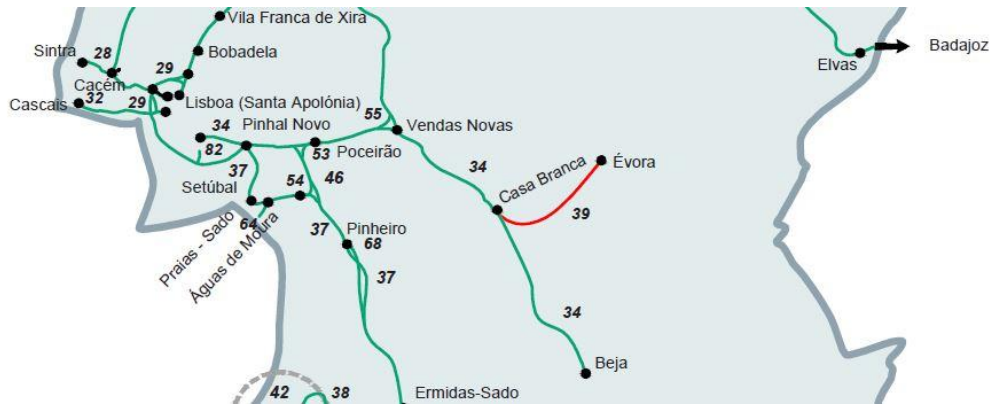 Vila Franca de Xira
Sintra
28
Bobadela
Badajoz
Elvas
29
Cacém
Cascais
32
29
Lisboa (Santa Apolónia)
34
Pinhal Novo
55
Vendas Novas
82
53
Poceirão
37
46
34
Casa Branca
Évora
Setúbal
54
39
64
Praias - Sado
Águas de Moura
37
Pinheiro
68
37
34
Beja
42
38
Ermidas-Sado